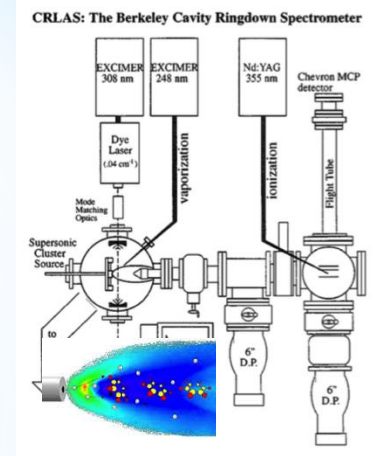 CRLAS: The Berkeley Cavity Ringdown Spectrometer
EXCIMER
308 nm
EXCIMER
248 nm
Nd:YAG
355 nm
Chevron MCP
detector
Dye
Laser
(.04 cm⁻¹)
vaporization
ionization
Flight Tube
Mode
Matching
Optics
Supersonic
Cluster
Source
to
6"
D.P.
6"
D.P.